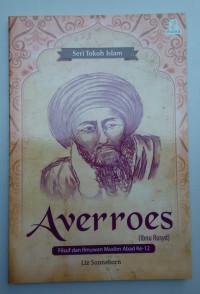 Seri Tokoh Islam
Averroes
(Ibnu Rusyd)
Filsuf dan Ilmuwan Muslim Abad Ke-12
Liz Sonneborn